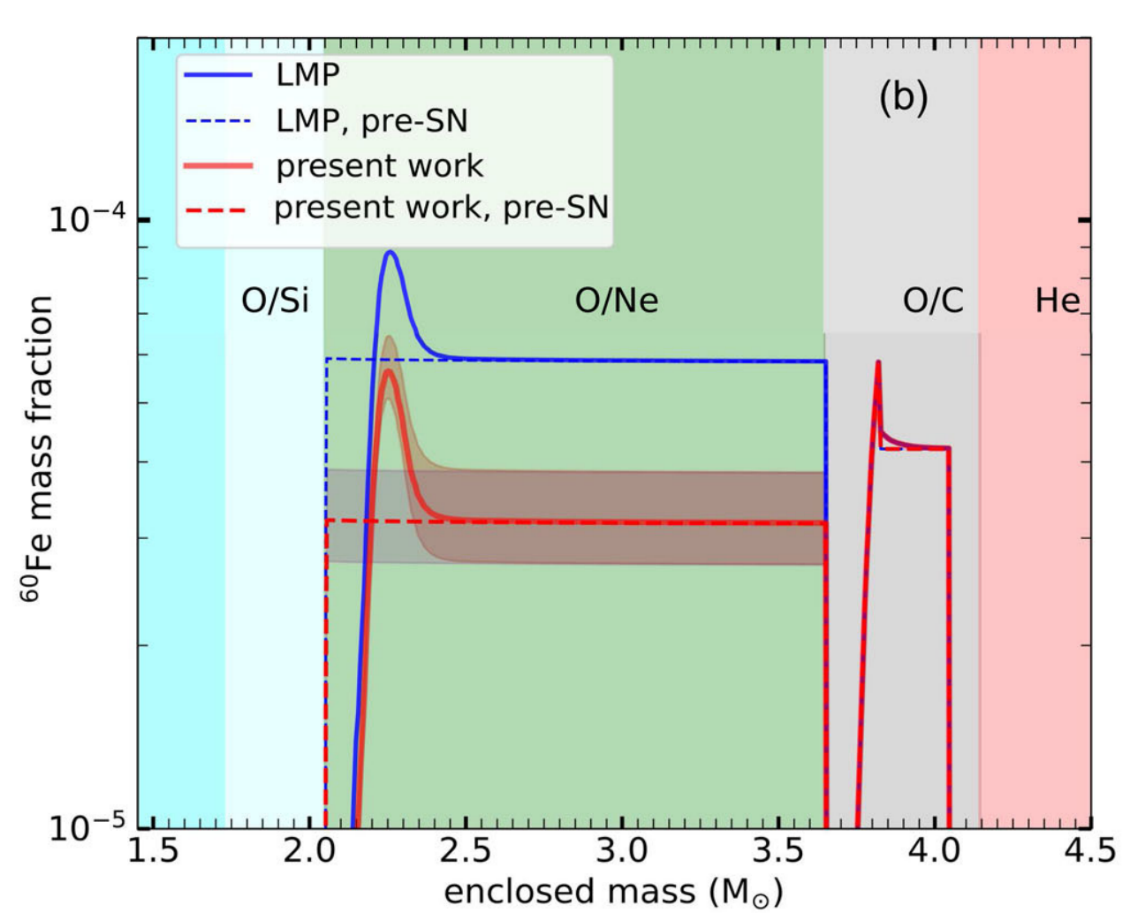 LMP
LMP, pre-SN
present work
present work, pre-SN
(b)
10⁻⁴
O/Si
O/Ne
O/C
He
⁶⁰Fe mass fraction
10⁻⁵
1.5 2.0 2.5 3.0 3.5 4.0 4.5
enclosed mass (M☉)